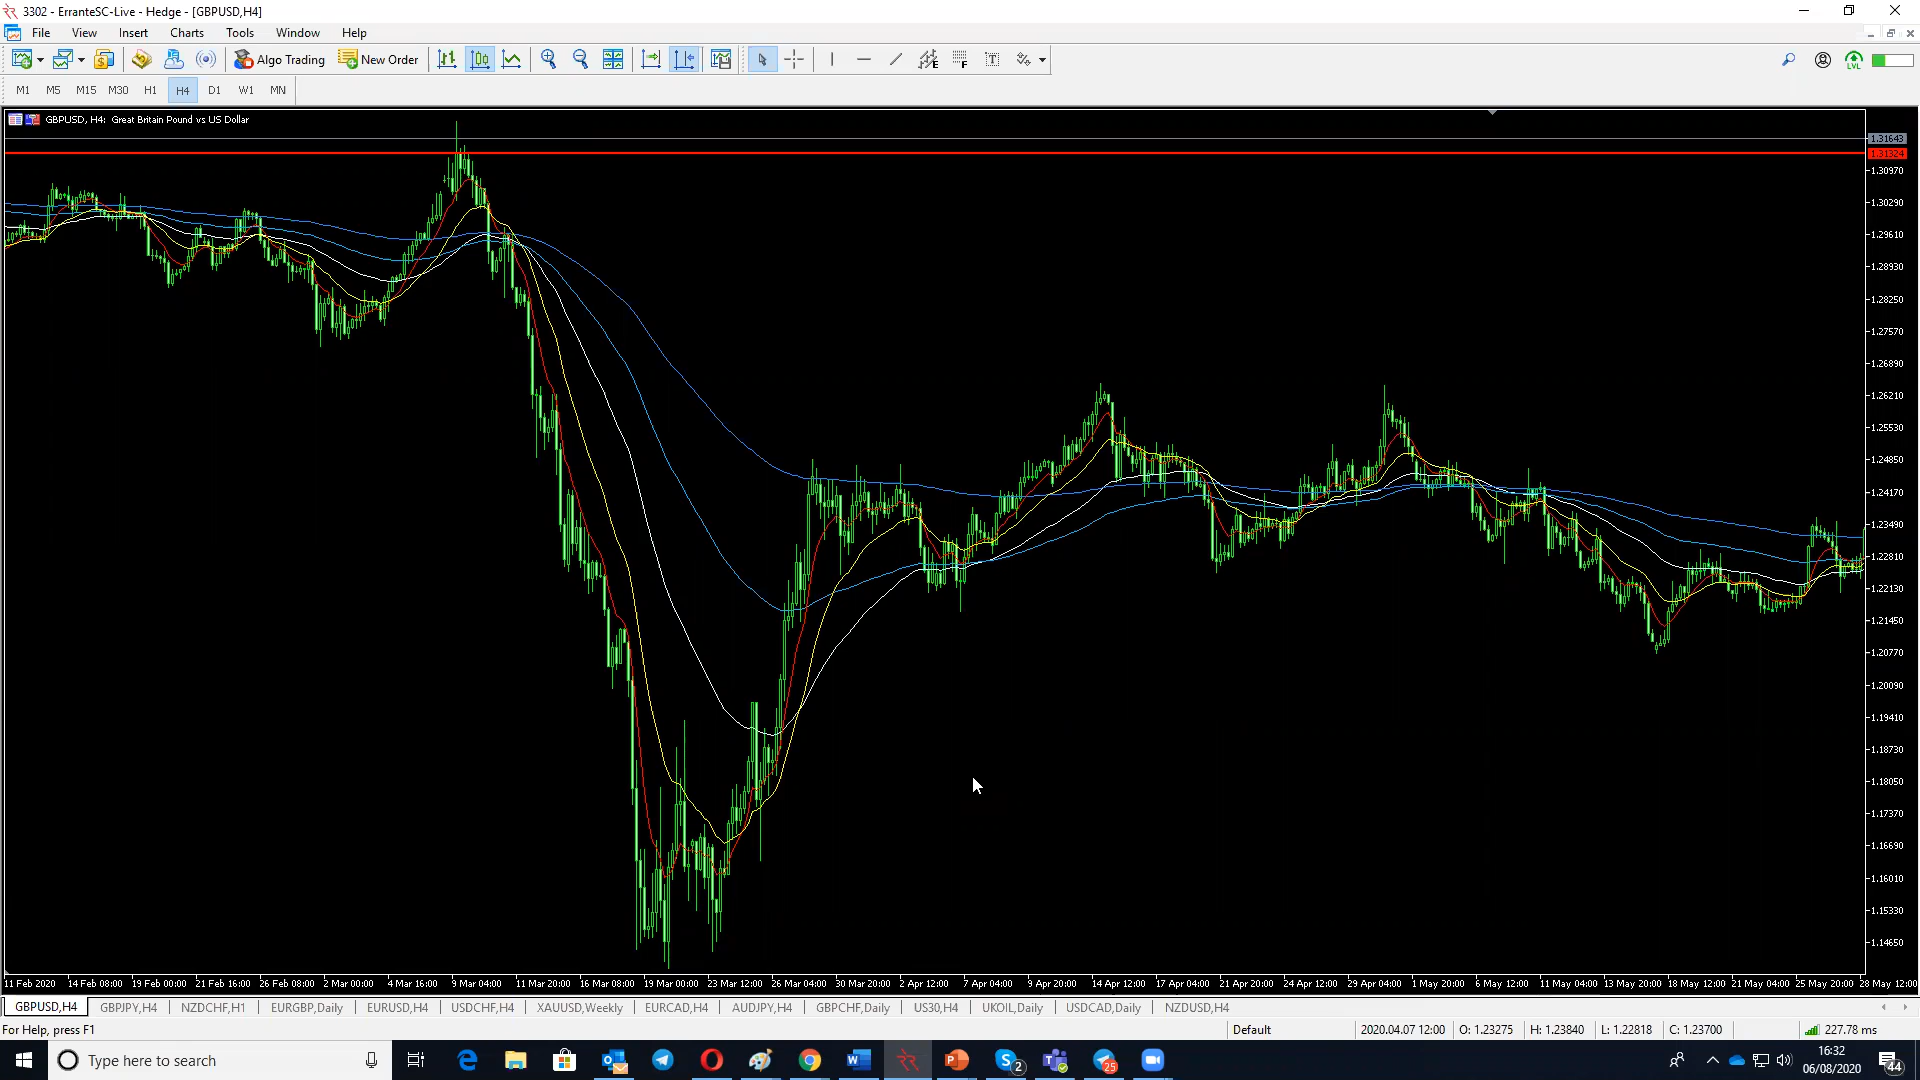 3302 - ErranteSC-Live - Hedge - [GBPUSD,H4]
File View Insert Charts Tools Window Help
Algo Trading New Order
LVL
M1 M5 M15 M30 H1 H4 D1 W1 MN
GBPUSD, H4: Great Britain Pound vs US Dollar
1.31643
1.31324
1.30970
1.30290
1.29610
1.28930
1.28250
1.27570
1.26890
1.26210
1.25530
1.24850
1.24170
1.23490
1.22810
1.22130
1.21450
1.20770
1.20090
1.19410
1.18730
1.18050
1.17370
1.16690
1.16010
1.15330
1.14650
11 Feb 2020 14 Feb 08:00 19 Feb 00:00 21 Feb 16:00 26 Feb 08:00 2 Mar 00:00 4 Mar 16:00 9 Mar 04:00 11 Mar 20:00 16 Mar 08:00 19 Mar 00:00 23 Mar 12:00 26 Mar 04:00 30 Mar 20:00 2 Apr 12:00 7 Apr 04:00 9 Apr 20:00 14 Apr 12:00 17 Apr 04:00 21 Apr 20:00 24 Apr 12:00 29 Apr 04:00 1 May 20:00 6 May 12:00 11 May 04:00 13 May 20:00 18 May 12:00 21 May 04:00 25 May 20:00 28 May 12:00
GBPUSD,H4 GBPJPY,H4 NZDCHF,H1 EURGBP,Daily EURUSD,H4 USDCHF,H4 XAUUSD,Weekly EURCAD,H4 AUDJPY,H4 GBPCHF,Daily US30,H4 UKOIL,Daily USDCAD,Daily NZDUSD,H4
For Help, press F1 Default 2020.04.07 12:00 O: 1.23275 H: 1.23840 L: 1.22818 C: 1.23700 227.78 ms
Type here to search 2 25 16:32
06/08/2020 44